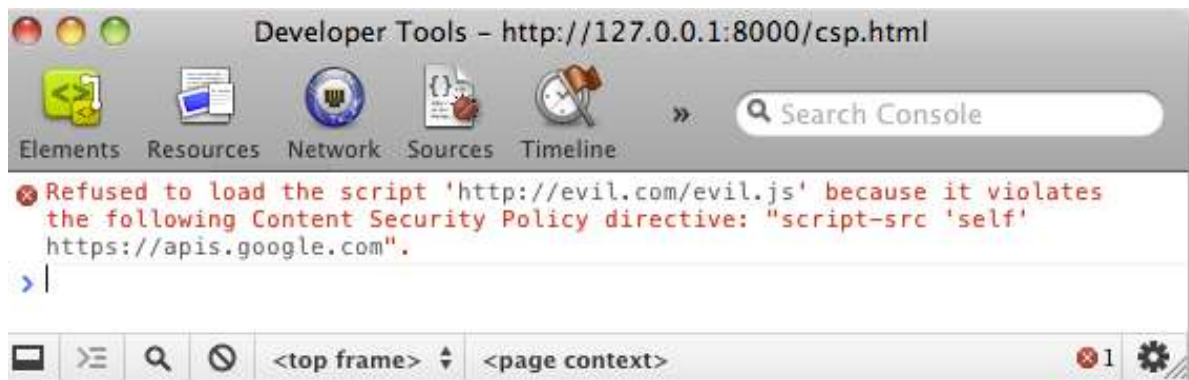 Developer Tools – http://127.0.0.1:8000/csp.html
Search Console
Elements Resources Network Sources Timeline
Refused to load the script 'http://evil.com/evil.js' because it violates
the following Content Security Policy directive: "script-src 'self'
https://apis.google.com".
<top frame> <page context> 1